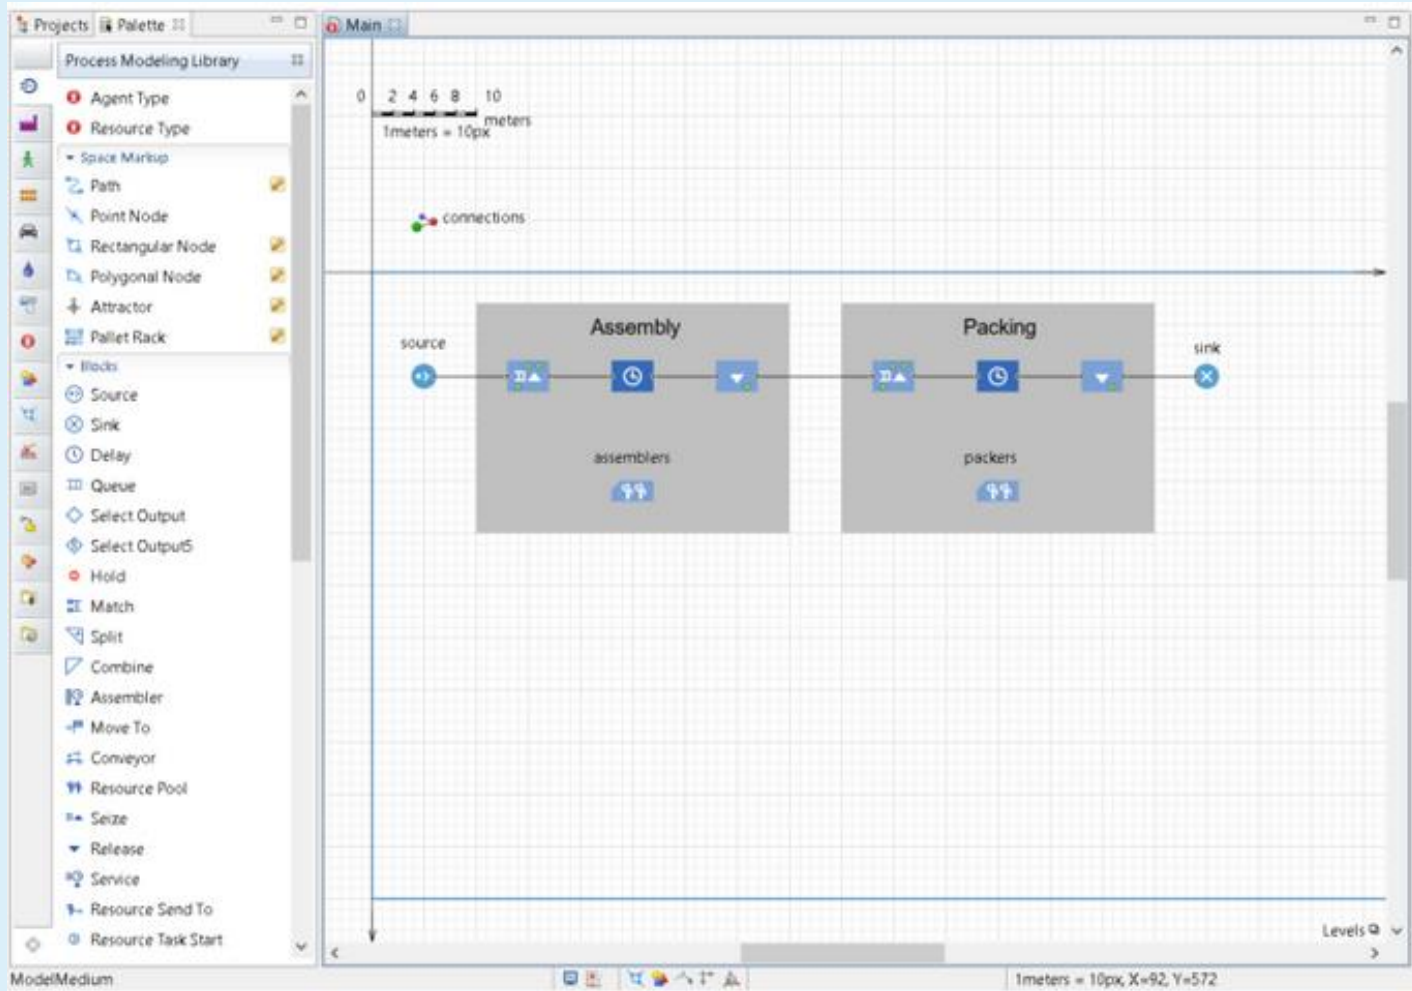 Projects Palette
Main
Process Modeling Library
Agent Type
Resource Type
Space Markup
Path
Point Node
Rectangular Node
Polygonal Node
Attractor
Pallet Rack
Blocks
Source
Sink
Delay
Queue
Select Output
Select Output5
Hold
Match
Split
Combine
Assembler
Move To
Conveyor
Resource Pool
Seize
Release
Service
Resource Send To
Resource Task Start
0 2 4 6 8 10
meters
1meters = 10px
connections
Assembly
Packing
source
sink
assemblers
packers
Levels
ModelMedium
1meters = 10px, X=92, Y=572